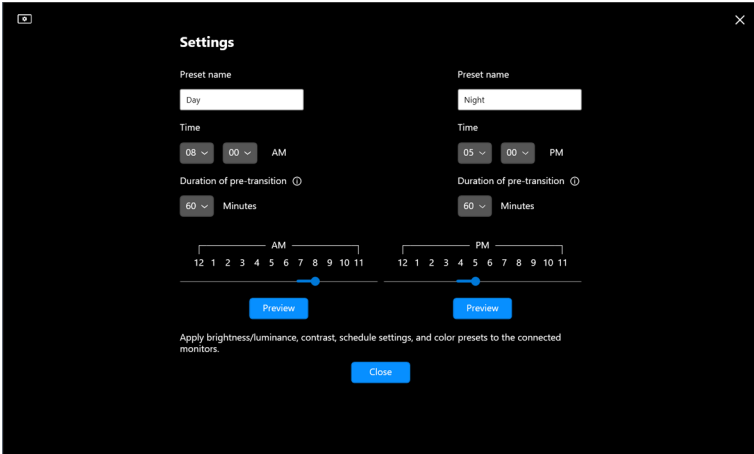 Settings
Preset name
Day
Time
08 00 AM
Duration of pre-transition
60 Minutes
Preset name
Night
Time
05 00 PM
Duration of pre-transition
60 Minutes
AM
12 1 2 3 4 5 6 7 8 9 10 11
Preview
PM
12 1 2 3 4 5 6 7 8 9 10 11
Preview
Apply brightness/luminance, contrast, schedule settings, and color presets to the connected
monitors.
Close